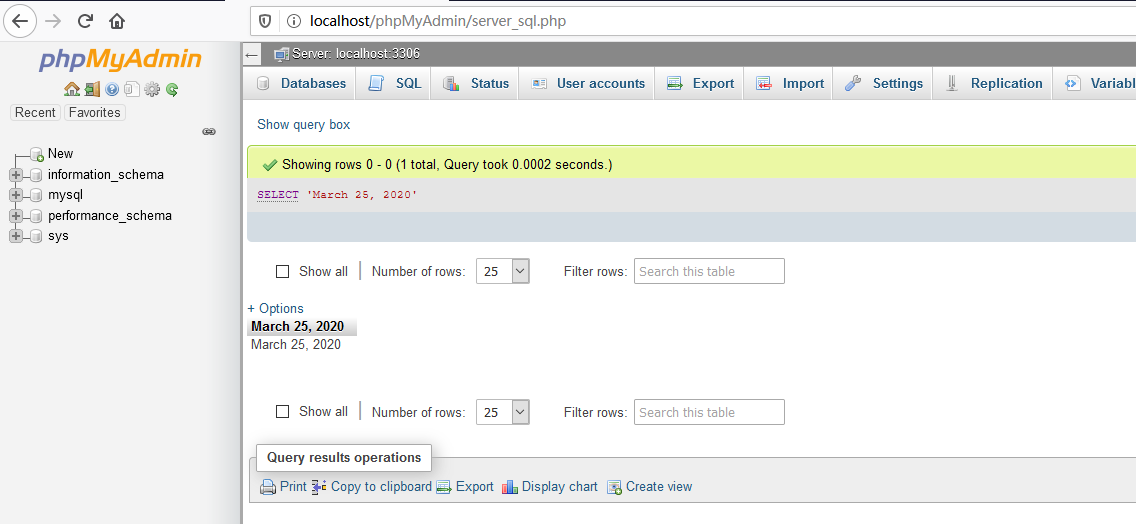 localhost/phpMyAdmin/server_sql.php
phpMyAdmin
Recent Favorites
New
information_schema
mysql
performance_schema
sys
Server: localhost:3306
Databases SQL Status User accounts Export Import Settings Replication Variabl
Show query box
Showing rows 0 - 0 (1 total, Query took 0.0002 seconds.)
SELECT 'March 25, 2020'
Show all Number of rows: 25 Filter rows: Search this table
+ Options
March 25, 2020
March 25, 2020
Show all Number of rows: 25 Filter rows: Search this table
Query results operations
Print Copy to clipboard Export Display chart Create view